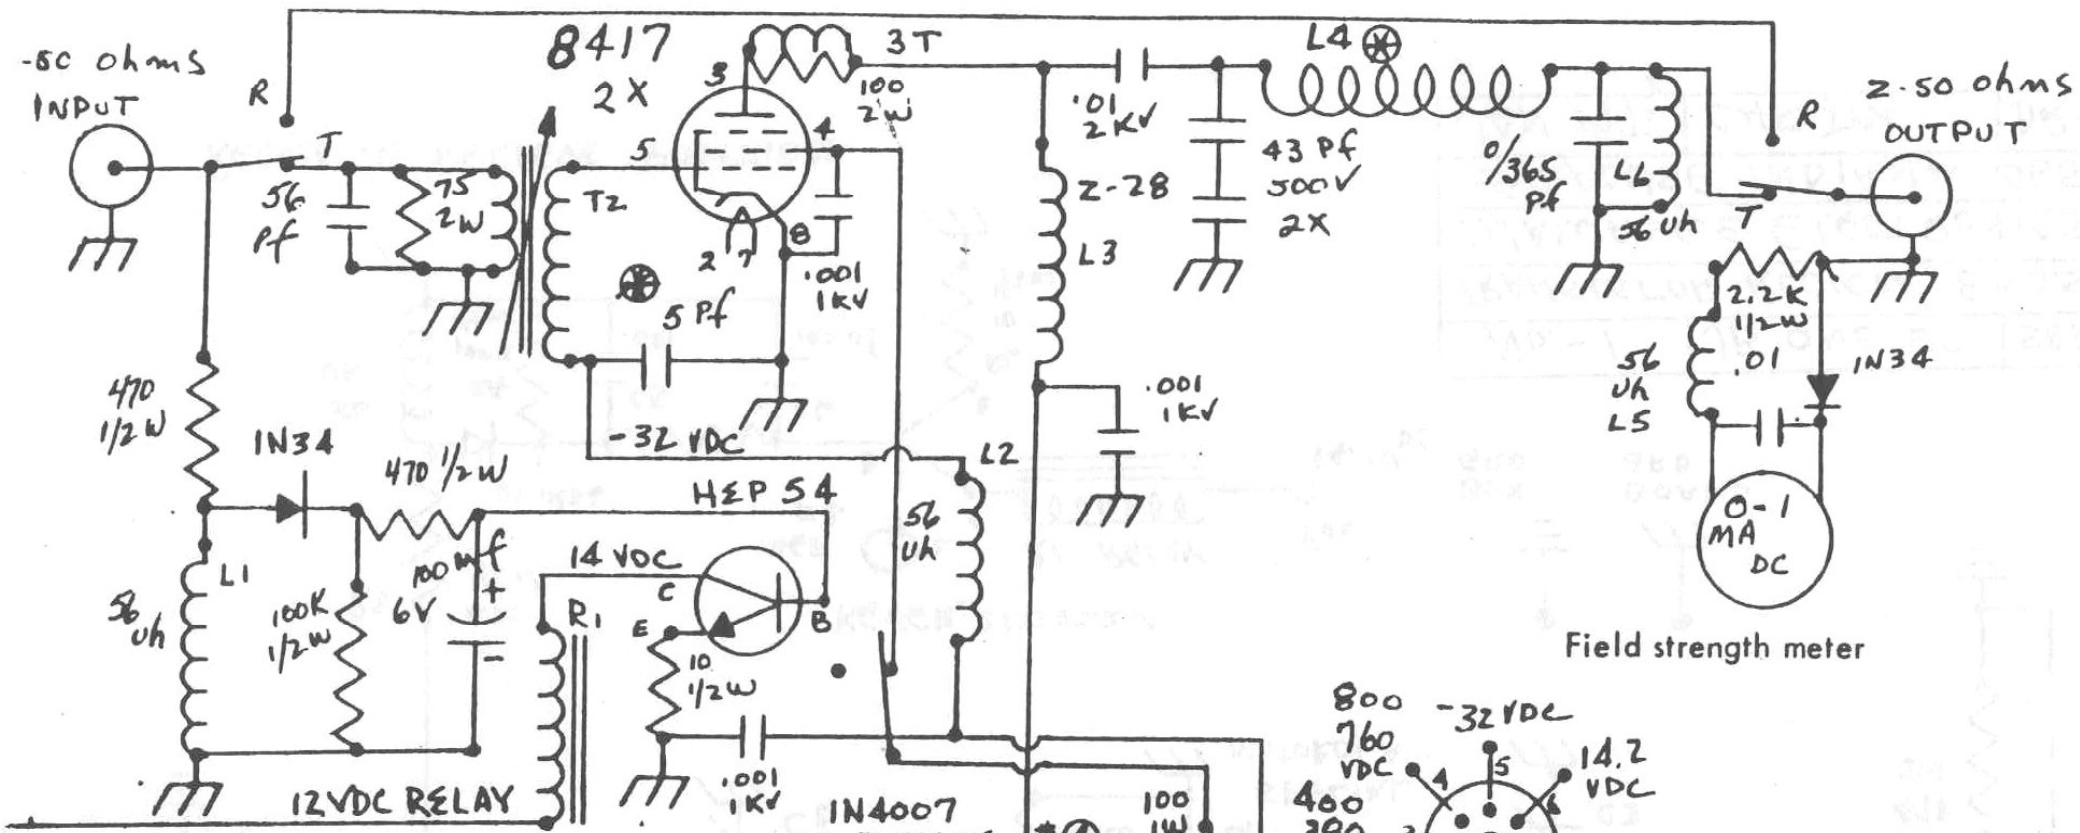 -50 ohms
INPUT
R
T
56
Pf
75
2W
8417
2X
3
5
4
2
7
8
T2
3T
100
2W
.001
1KV
5 Pf
-32 VDC
470
1/2W
1N34
470 1/2W
HEP 54
L1
56
uh
100K
1/2W
100 mf
6V
+
-
14 VDC
R1
C
E
B
10
1/2W
.001
1KV
12VDC RELAY
1N4007
L2
56
uh
.01
2KV
Z-28
L3
.001
1KV
L4
43 Pf
500V
2X
0/365
Pf
L6
56 uh
Z-50 ohms
OUTPUT
R
T
2.2K
1/2W
56
uh
L5
.01
1N34
0-1
MA
DC
Field strength meter
800
760
VDC
-32VDC
14.2
VDC
4
5
6
100
1W
400